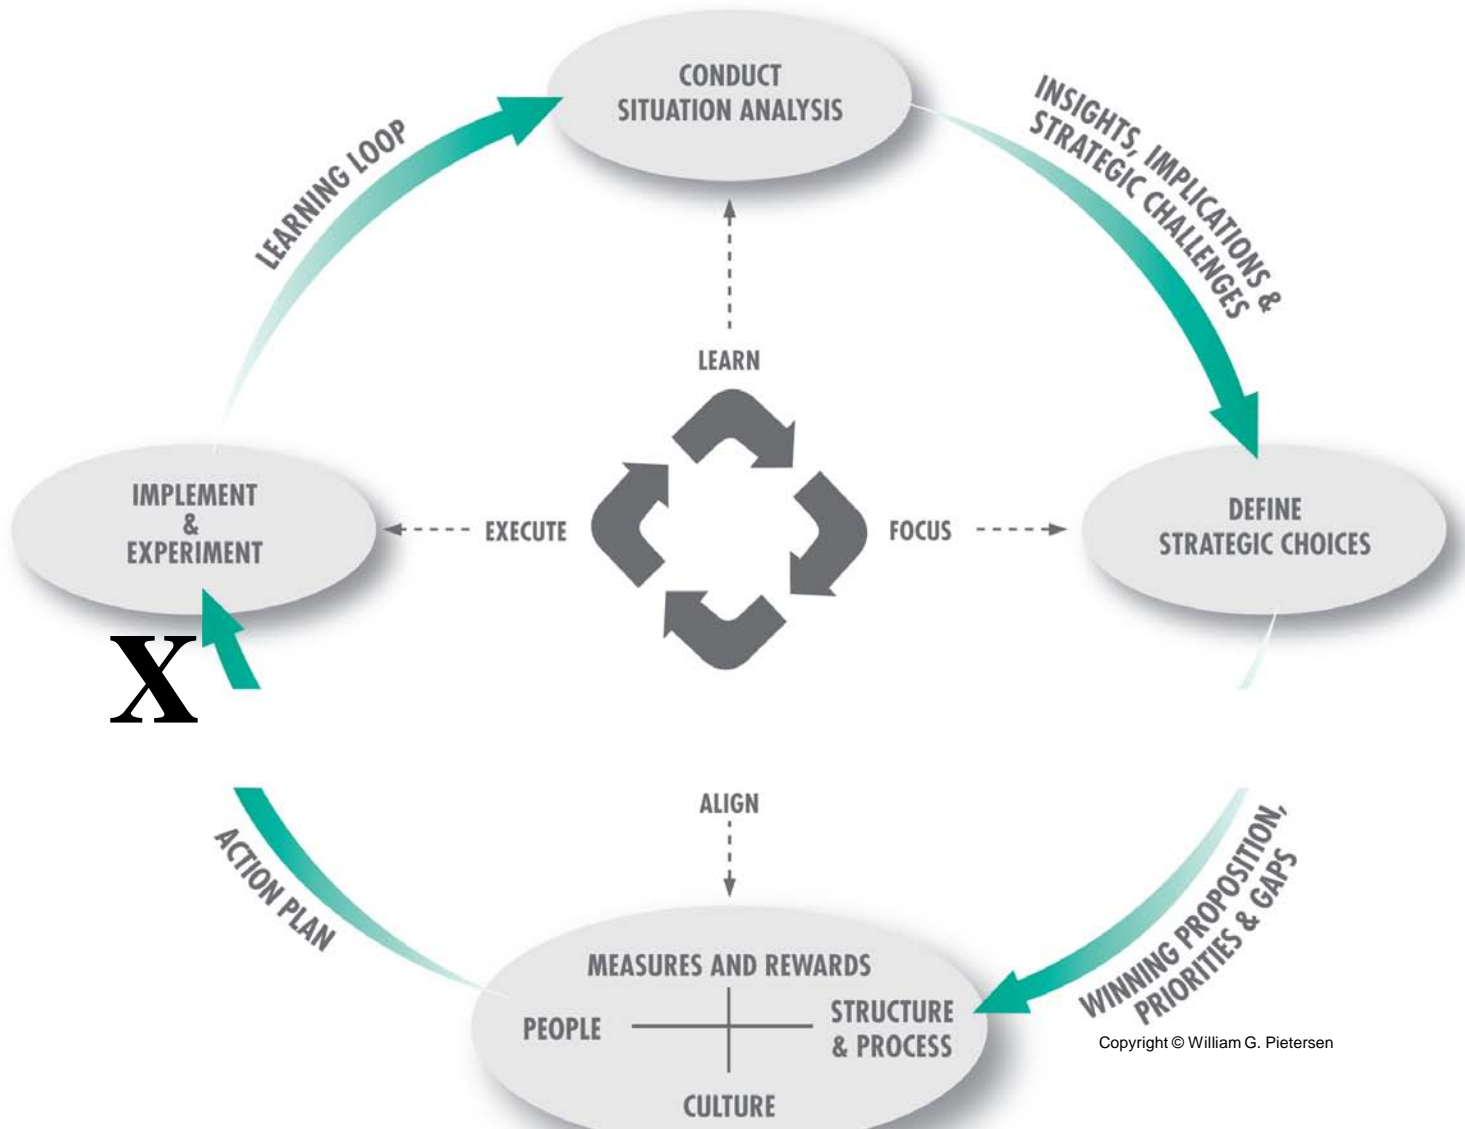 CONDUCT
SITUATION ANALYSIS
INSIGHTS, IMPLICATIONS &
STRATEGIC CHALLENGES
LEARNING LOOP
LEARN
IMPLEMENT
&
EXPERIMENT
EXECUTE
FOCUS
DEFINE
STRATEGIC CHOICES
X
ALIGN
ACTION PLAN
WINNING PROPOSITION,
PRIORITIES & GAPS
MEASURES AND REWARDS
PEOPLE
STRUCTURE
& PROCESS
CULTURE
Copyright © William G. Pietersen